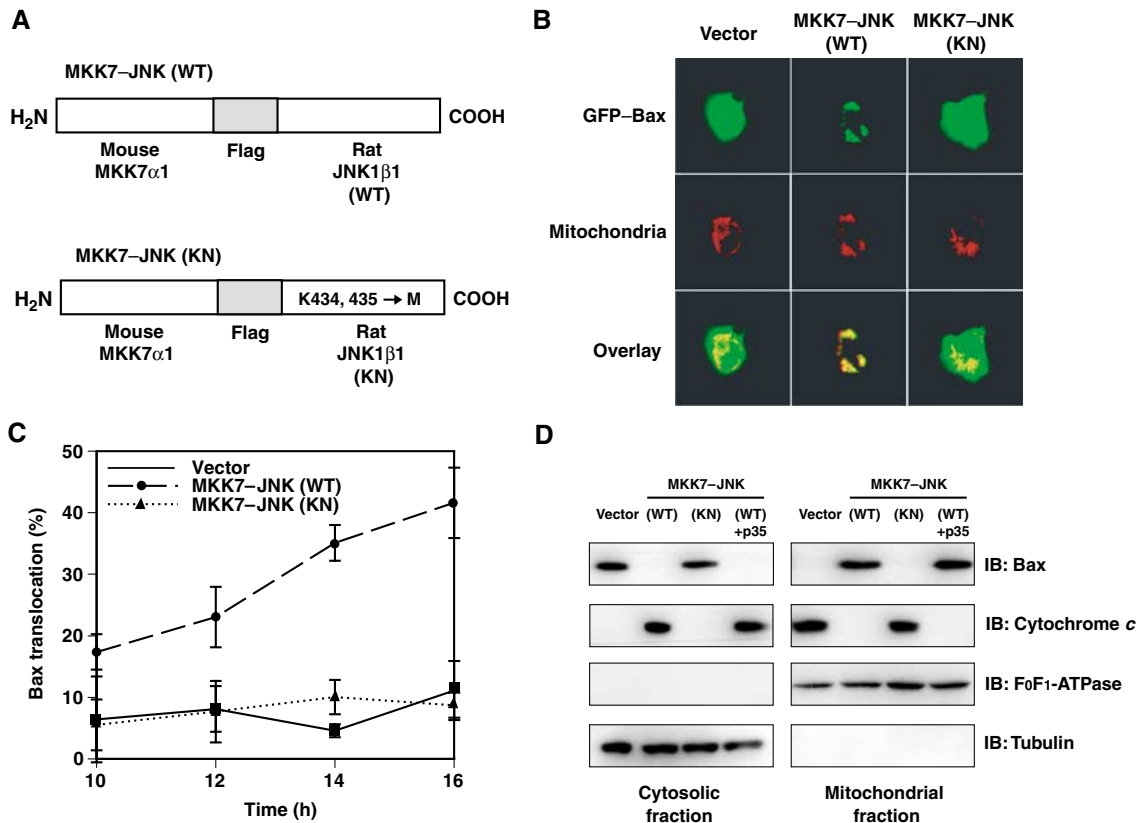 A
MKK7–JNK (WT)
H2N
COOH
Mouse
MKK7α1
Flag
Rat
JNK1β1
(WT)
MKK7–JNK (KN)
H2N
K434, 435 → M
COOH
Mouse
MKK7α1
Flag
Rat
JNK1β1
(KN)
B
Vector
MKK7–JNK
(WT)
MKK7–JNK
(KN)
GFP–Bax
Mitochondria
Overlay
C
Bax translocation (%)
50
40
30
20
10
0
Vector
MKK7–JNK (WT)
MKK7–JNK (KN)
10 12 14 16
Time (h)
D
MKK7–JNK
Vector (WT) (KN) (WT)
+p35
MKK7–JNK
Vector (WT) (KN) (WT)
+p35
IB: Bax
IB: Cytochrome c
IB: F0F1-ATPase
IB: Tubulin
Cytosolic
fraction
Mitochondrial
fraction